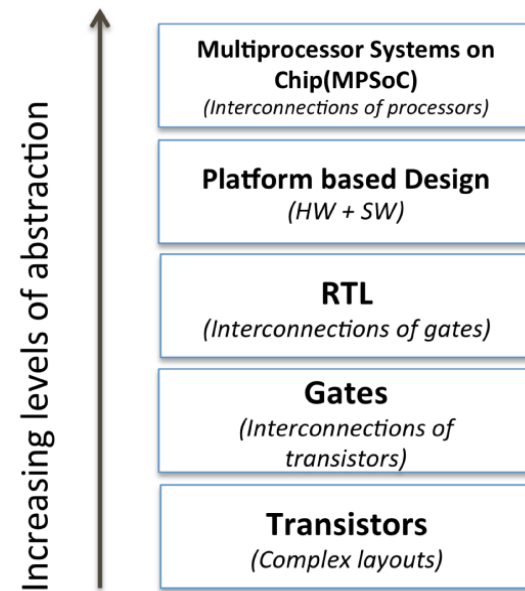 Increasing levels of abstraction
Multiprocessor Systems on
Chip(MPSoC)
(Interconnections of processors)
Platform based Design
(HW + SW)
RTL
(Interconnections of gates)
Gates
(Interconnections of
transistors)
Transistors
(Complex layouts)